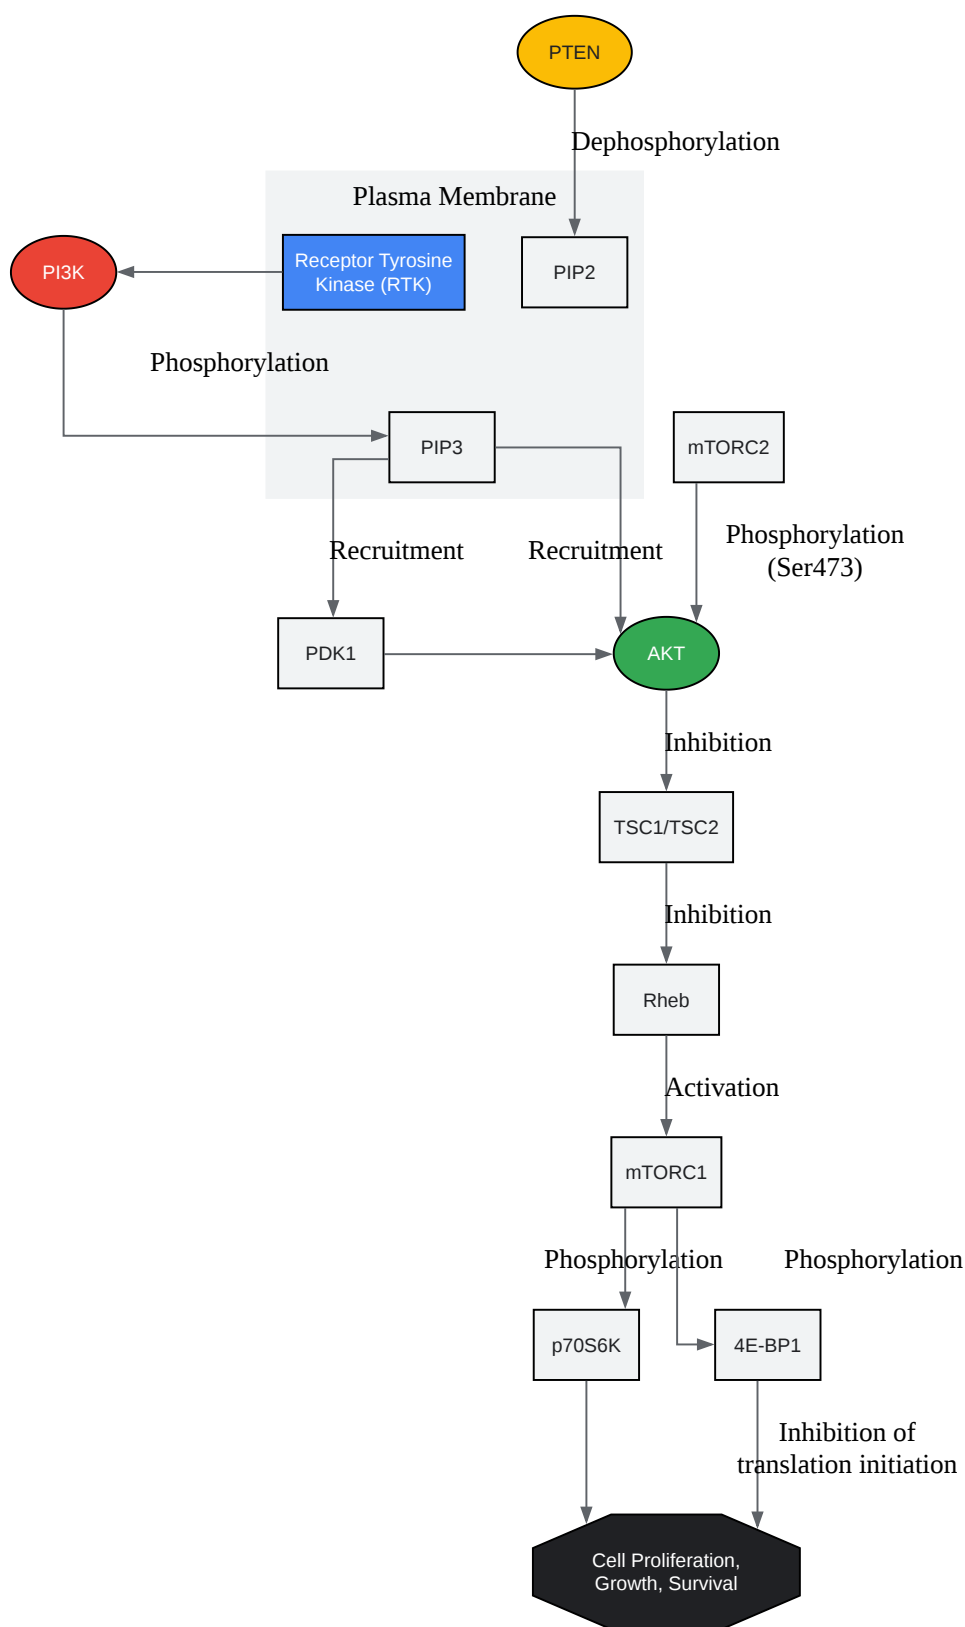 PTEN
Dephosphorylation
Plasma Membrane
PI3K
Receptor Tyrosine
Kinase (RTK)
PIP2
Phosphorylation
PIP3
mTORC2
Recruitment
Recruitment
Phosphorylation
(Ser473)
PDK1
AKT
Inhibition
TSC1/TSC2
Inhibition
Rheb
Activation
mTORC1
Phosphorylation
Phosphorylation
p70S6K
4E-BP1
Inhibition of
translation initiation
Cell Proliferation,
Growth, Survival